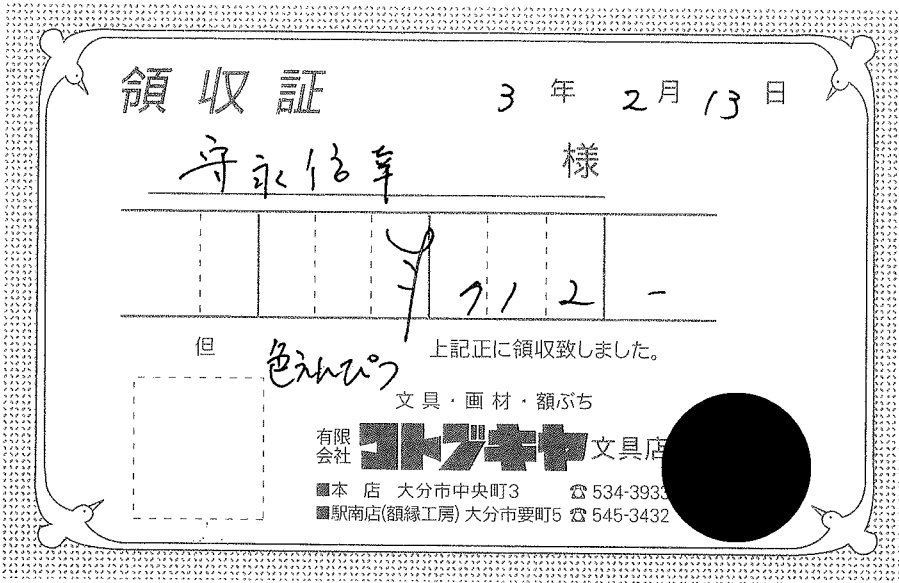 領収証 3年2月13日
守永信幸 様
¥712-
但 色えんぴつ 上記正に領収致しました。
文具・画材・額ぶち
有限会社 コトブキヤ文具店
■本 店 大分市中央町3 ☎534-3933
■駅南店(額縁工房) 大分市要町5 ☎545-3432